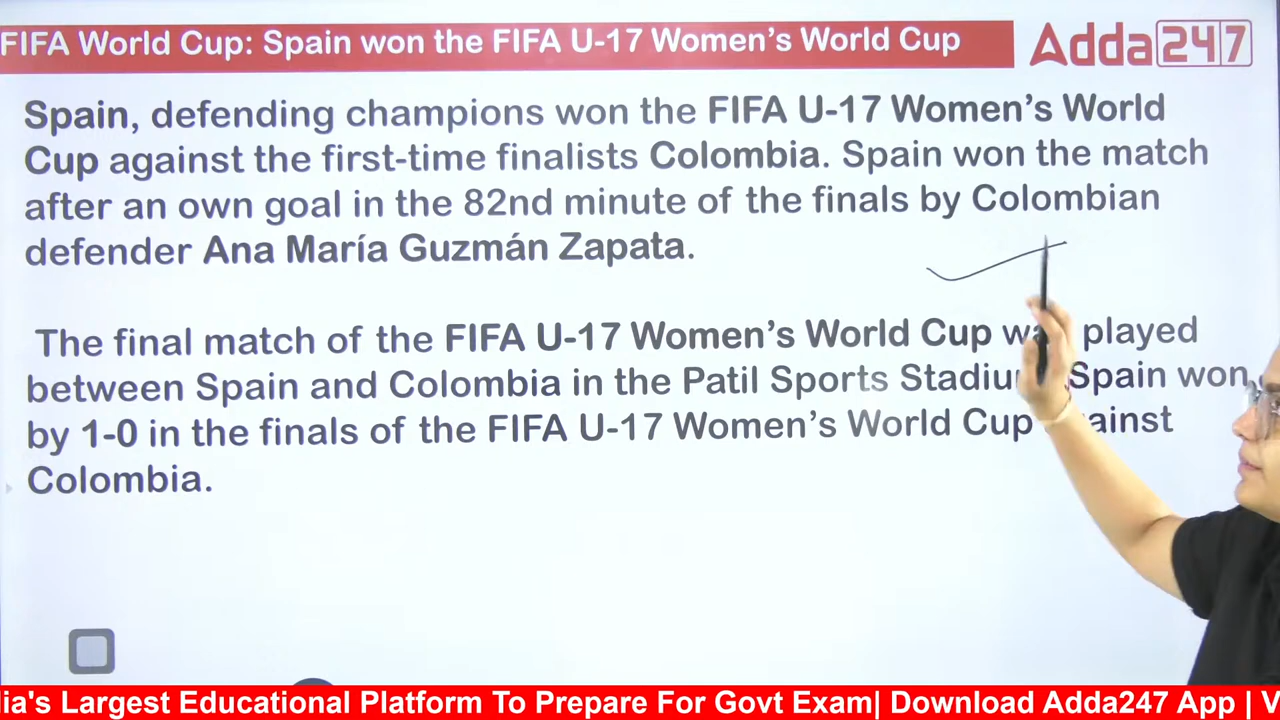 FIFA World Cup: Spain won the FIFA U-17 Women's World Cup
Adda247
Spain, defending champions won the FIFA U-17 Women's World
Cup against the first-time finalists Colombia. Spain won the match
after an own goal in the 82nd minute of the finals by Colombian
defender Ana María Guzmán Zapata.
The final match of the FIFA U-17 Women's World Cup played
between Spain and Colombia in the Patil Sports Spain won
by 1-0 in the finals of the FIFA U-17 Women's World Cup
Colombia.
Largest Educational Platform To Prepare For Govt Exam| Download Adda247 App |